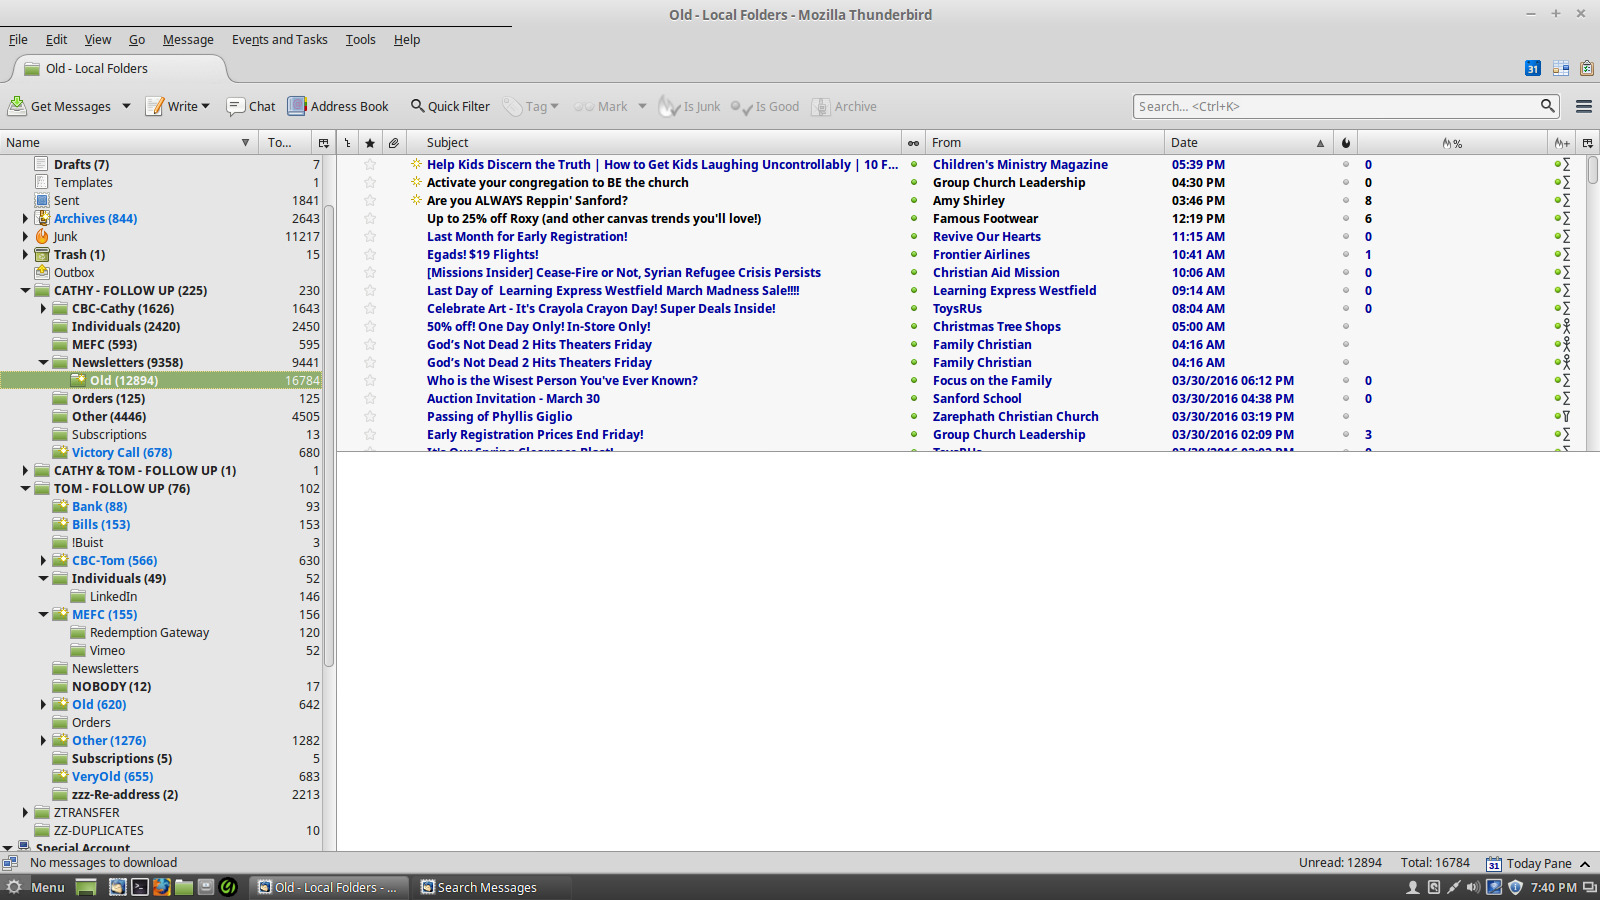 Old - Local Folders - Mozilla Thunderbird
File Edit View Go Message Events and Tasks Tools Help
Old - Local Folders
31
Get Messages Write Chat Address Book Quick Filter Tag Mark Is Junk Is Good Archive Search... <Ctrl+K>
Name To... Subject From Date %
Drafts (7) 7
Templates 1
Sent 1841
Archives (844) 2643
Junk 11217
Trash (1) 15
Outbox
CATHY - FOLLOW UP (225) 230
CBC-Cathy (1626) 1643
Individuals (2420) 2450
MEFC (593) 595
Newsletters (9358) 9441
Old (12894) 16784
Orders (125) 125
Other (4446) 4505
Subscriptions 13
Victory Call (678) 680
CATHY & TOM - FOLLOW UP (1) 1
TOM - FOLLOW UP (76) 102
Bank (88) 93
Bills (153) 153
!Buist 3
CBC-Tom (566) 630
Individuals (49) 52
LinkedIn 146
MEFC (155) 156
Redemption Gateway 120
Vimeo 52
Newsletters
NOBODY (12) 17
Old (620) 642
Orders
Other (1276) 1282
Subscriptions (5) 5
VeryOld (655) 683
zzz-Re-address (2) 2213
ZTRANSFER
ZZ-DUPLICATES 10
Special Account
Help Kids Discern the Truth | How to Get Kids Laughing Uncontrollably | 10 F... Children's Ministry Magazine 05:39 PM 0
Activate your congregation to BE the church Group Church Leadership 04:30 PM 0
Are you ALWAYS Reppin' Sanford? Amy Shirley 03:46 PM 8
Up to 25% off Roxy (and other canvas trends you'll love!) Famous Footwear 12:19 PM 6
Last Month for Early Registration! Revive Our Hearts 11:15 AM 0
Egads! $19 Flights! Frontier Airlines 10:41 AM 1
[Missions Insider] Cease-Fire or Not, Syrian Refugee Crisis Persists Christian Aid Mission 10:06 AM 0
Last Day of Learning Express Westfield March Madness Sale!!!! Learning Express Westfield 09:14 AM 0
Celebrate Art - It's Crayola Crayon Day! Super Deals Inside! ToysRUs 08:04 AM 0
50% off! One Day Only! In-Store Only! Christmas Tree Shops 05:00 AM
God's Not Dead 2 Hits Theaters Friday Family Christian 04:16 AM
God's Not Dead 2 Hits Theaters Friday Family Christian 04:16 AM
Who is the Wisest Person You've Ever Known? Focus on the Family 03/30/2016 06:12 PM 0
Auction Invitation - March 30 Sanford School 03/30/2016 04:38 PM 0
Passing of Phyllis Giglio Zarephath Christian Church 03/30/2016 03:19 PM
Early Registration Prices End Friday! Group Church Leadership 03/30/2016 02:09 PM 3
It's Our Spring Clearance Blast! ToysRUs 03/30/2016 02:02 PM 0
No messages to download Unread: 12894 Total: 16784 31 Today Pane
Menu Old - Local Folders - ... Search Messages 7:40 PM